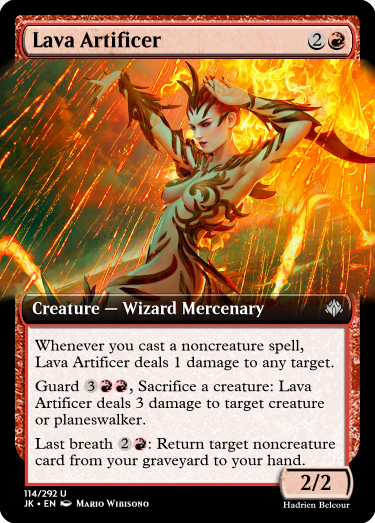 Lava Artificer 2
Creature — Wizard Mercenary
Whenever you cast a noncreature spell,
Lava Artificer deals 1 damage to any target.
Guard 3, Sacrifice a creature: Lava
Artificer deals 3 damage to target creature
or planeswalker.
Last breath 2: Return target noncreature
card from your graveyard to your hand.
2/2
114/292 U
JK • EN Mario Wibisono
Hadrien Belcour